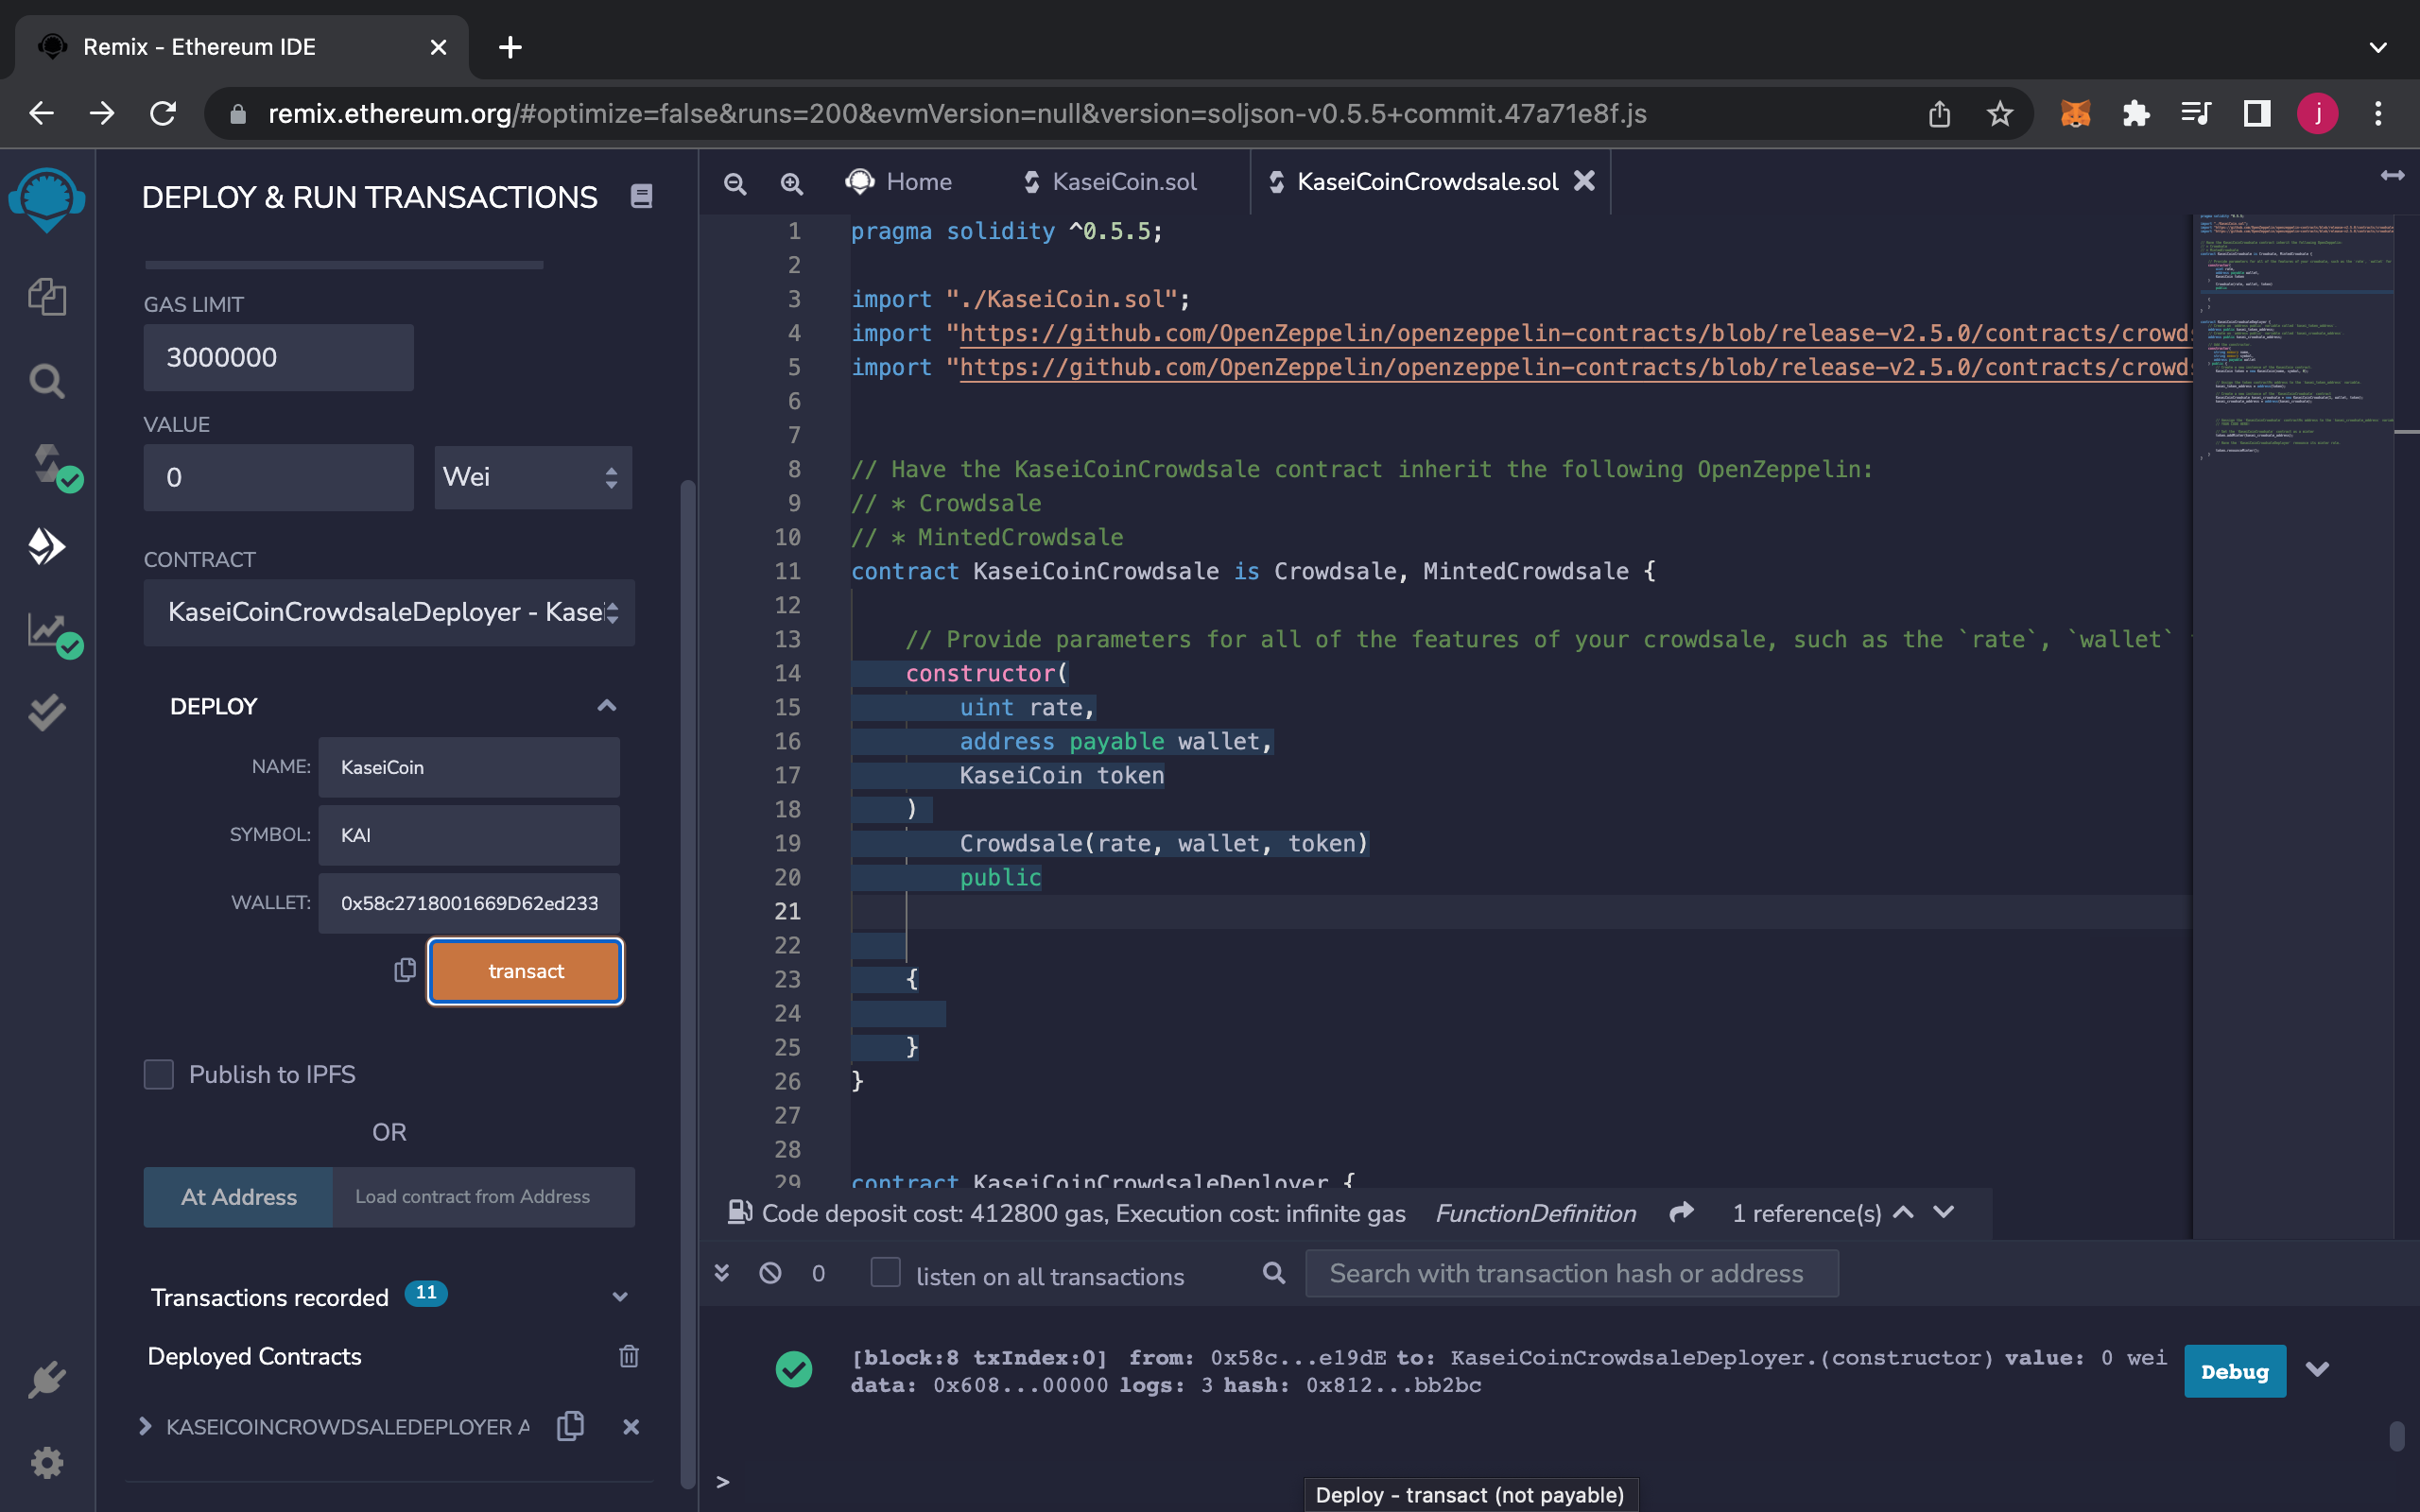 Remix - Ethereum IDE
remix.ethereum.org/#optimize=false&runs=200&evmVersion=null&version=soljson-v0.5.5+commit.47a71e8f.js
j
DEPLOY & RUN TRANSACTIONS
GAS LIMIT
3000000
VALUE
0
Wei
CONTRACT
KaseiCoinCrowdsaleDeployer - Kasei
DEPLOY
NAME:
KaseiCoin
SYMBOL:
KAI
WALLET:
0x58c2718001669D62ed233
transact
Publish to IPFS
OR
At Address
Load contract from Address
Transactions recorded
11
Deployed Contracts
KASEICOINCROWDSALEDEPLOYER A
Home
KaseiCoin.sol
KaseiCoinCrowdsale.sol
1 pragma solidity ^0.5.5;
2
3 import "./KaseiCoin.sol";
4 import "https://github.com/OpenZeppelin/openzeppelin-contracts/blob/release-v2.5.0/contracts/crowds
5 import "https://github.com/OpenZeppelin/openzeppelin-contracts/blob/release-v2.5.0/contracts/crowds
6
7
8 // Have the KaseiCoinCrowdsale contract inherit the following OpenZeppelin:
9 // * Crowdsale
10 // * MintedCrowdsale
11 contract KaseiCoinCrowdsale is Crowdsale, MintedCrowdsale {
12
13 // Provide parameters for all of the features of your crowdsale, such as the `rate`, `wallet`
14 constructor(
15 uint rate,
16 address payable wallet,
17 KaseiCoin token
18 )
19 Crowdsale(rate, wallet, token)
20 public
21
22
23 {
24
25 }
26 }
27
28
29 contract KaseiCoinCrowdsaleDeployer {
Code deposit cost: 412800 gas, Execution cost: infinite gas FunctionDefinition 1 reference(s)
0
listen on all transactions
Search with transaction hash or address
[block:8 txIndex:0] from: 0x58c...e19dE to: KaseiCoinCrowdsaleDeployer.(constructor) value: 0 wei
data: 0x608...00000 logs: 3 hash: 0x812...bb2bc
Debug
>
Deploy - transact (not payable)